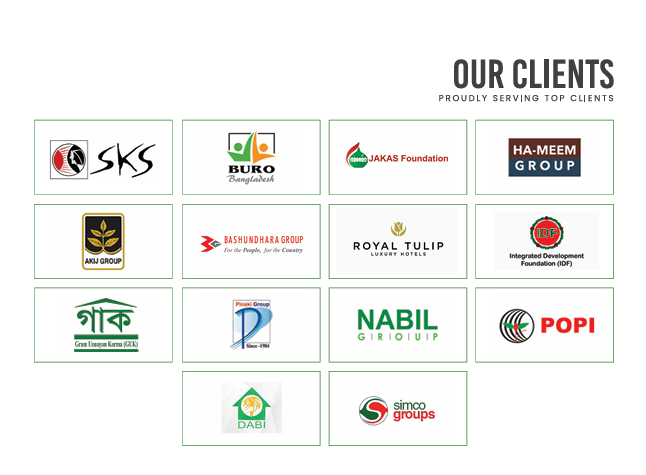 OUR CLIENTS
PROUDLY SERVING TOP CLIENTS
SKS
BURO
Bangladesh
JAKAS Foundation
HA-MEEM
GROUP
AKIJ GROUP
BASHUNDHARA GROUP
For the People, for the Country
ROYAL TULIP
LUXURY HOTELS
IDF
Integrated Development
Foundation (IDF)
গাক
Gram Unnayan Karma (GUK)
Pinaki Group
Since -1984
NABIL
GROUP
POPI
DABI
simco
groups